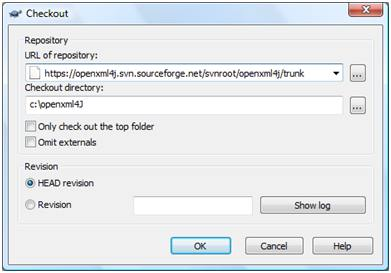 Checkout
Repository
URL of repository:
https://openxml4j.svn.sourceforge.net/svnroot/openxml4j/trunk
...
Checkout directory:
c:\openxml4J
...
Only check out the top folder
Omit externals
Revision
HEAD revision
Revision
Show log
OK
Cancel
Help